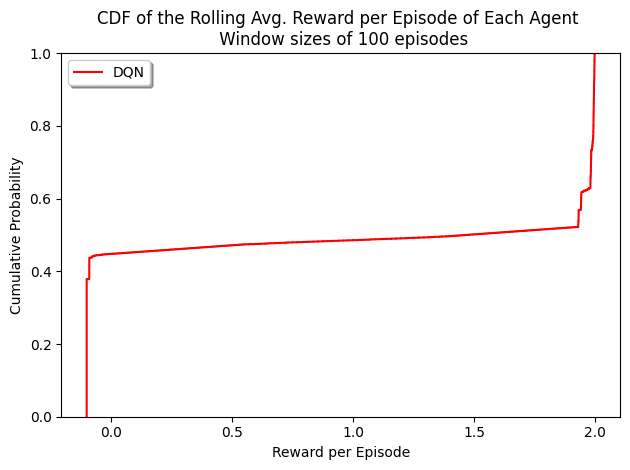 CDF of the Rolling Avg. Reward per Episode of Each Agent
Window sizes of 100 episodes
DQN
Cumulative Probability
1.0
0.8
0.6
0.4
0.2
0.0
0.0 0.5 1.0 1.5 2.0
Reward per Episode